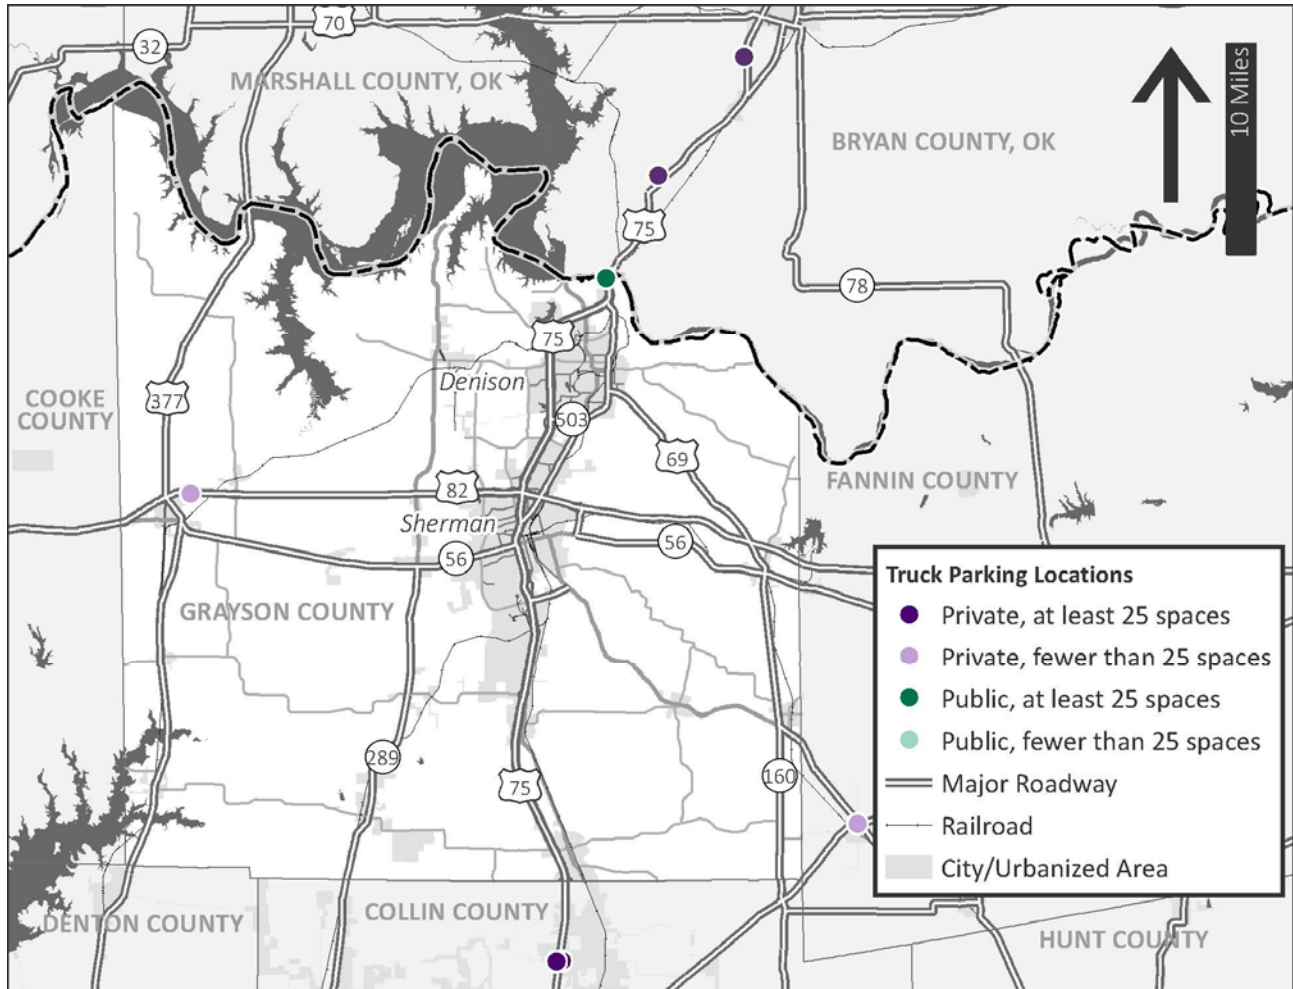 70
32
MARSHALL COUNTY, OK
10 Miles
BRYAN COUNTY, OK
75
78
75
Denison
COOKE
COUNTY
377
503
69
FANNIN COUNTY
82
Sherman
56
56
GRAYSON COUNTY
Truck Parking Locations
Private, at least 25 spaces
Private, fewer than 25 spaces
Public, at least 25 spaces
Public, fewer than 25 spaces
Major Roadway
Railroad
City/Urbanized Area
289
75
160
DENTON COUNTY
COLLIN COUNTY
HUNT COUNTY